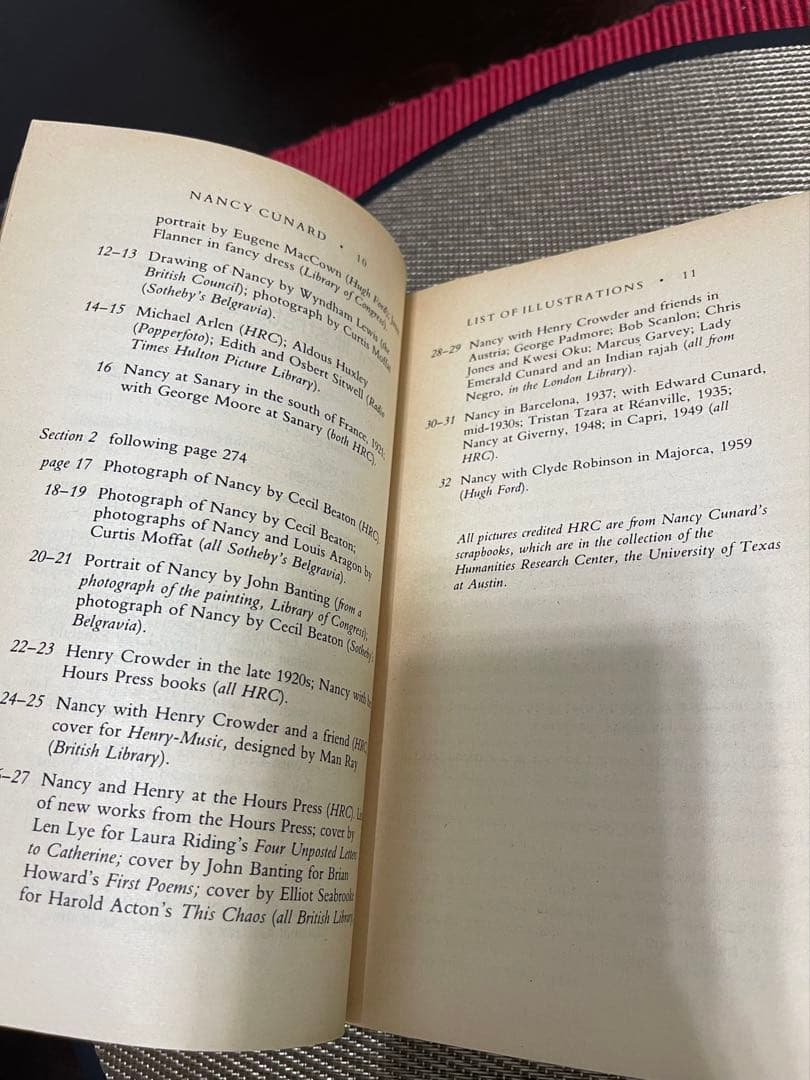 NANCY CUNARD • 10
portrait by Eugene MacCown (Hugh Ford);
Flanner in fancy dress (Library of Congress).
12–13 Drawing of Nancy by Wyndham Lewis (the
British Council); photograph by Curtis Moffat
(Sotheby's Belgravia).
14–15 Michael Arlen (HRC); Aldous Huxley
(Popperfoto); Edith and Osbert Sitwell (Radio
Times Hulton Picture Library).
16 Nancy at Sanary in the south of France,
with George Moore at Sanary (both HRC).
Section 2 following page 274
page 17 Photograph of Nancy by Cecil Beaton (HRC)
18–19 Photograph of Nancy by Cecil Beaton;
photographs of Nancy and Louis Aragon by
Curtis Moffat (all Sotheby's Belgravia).
20–21 Portrait of Nancy by John Banting (from a
photograph of the painting, Library of Congress);
photograph of Nancy by Cecil Beaton (Sotheby's
Belgravia).
22–23 Henry Crowder in the late 1920s; Nancy with
Hours Press books (all HRC).
24–25 Nancy with Henry Crowder and a friend (HRC
cover for Henry-Music, designed by Man Ray
(British Library).
–27 Nancy and Henry at the Hours Press (HRC).
of new works from the Hours Press; cover by
Len Lye for Laura Riding's Four Unposted Letters
to Catherine; cover by John Banting for Brian
Howard's First Poems; cover by Elliot Seabrooke
for Harold Acton's This Chaos (all British Library
LIST OF ILLUSTRATIONS • 11
28–29 Nancy with Henry Crowder and friends in
Austria; George Padmore; Bob Scanlon; Chris
Jones and Kwesi Oku; Marcus Garvey; Lady
Emerald Cunard and an Indian rajah (all from
Negro, in the London Library).
30–31 Nancy in Barcelona, 1937; with Edward Cunard,
mid-1930s; Tristan Tzara at Réanville, 1935;
Nancy at Giverny, 1948; in Capri, 1949 (all
HRC).
32 Nancy with Clyde Robinson in Majorca, 1959
(Hugh Ford).
All pictures credited HRC are from Nancy Cunard's
scrapbooks, which are in the collection of the
Humanities Research Center, the University of Texas
at Austin.